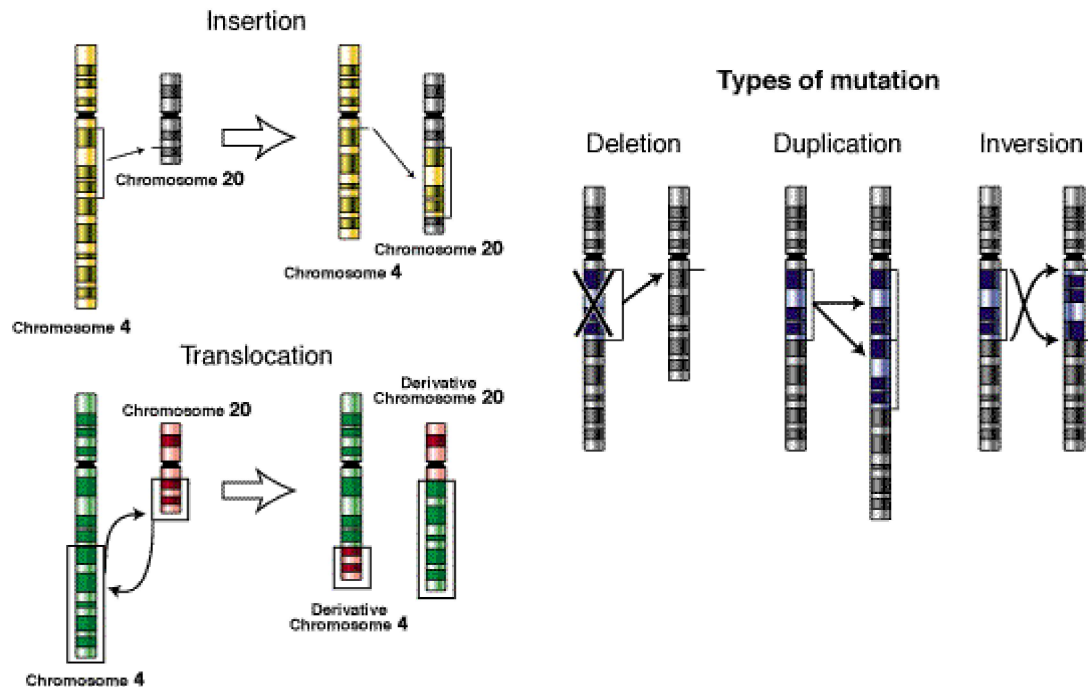 Insertion
Chromosome 20
Chromosome 20
Chromosome 4
Chromosome 4
Translocation
Chromosome 20
Derivative
Chromosome 20
Derivative
Chromosome 4
Chromosome 4
Types of mutation
Deletion
Duplication
Inversion